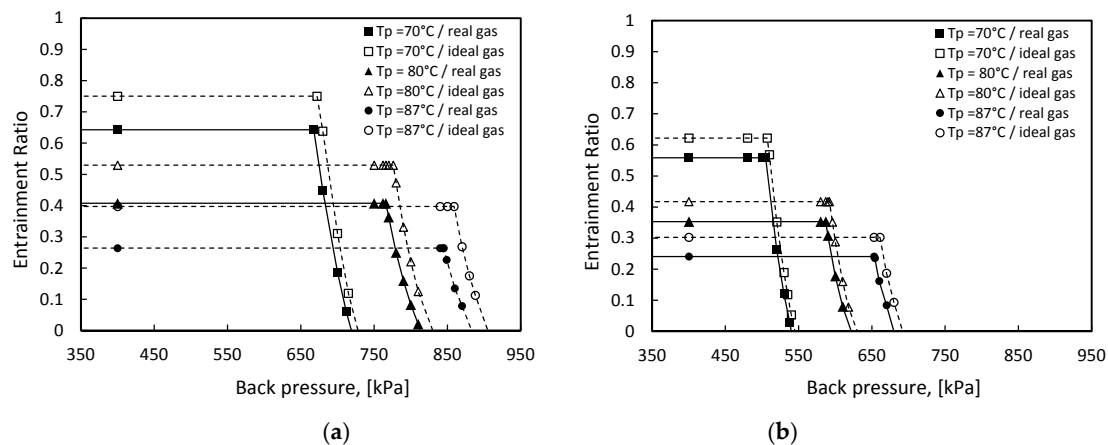 1
0.9
0.8
0.7
0.6
0.5
0.4
0.3
0.2
0.1
0
Entrainment Ratio
350 450 550 650 750 850 950
Back pressure, [kPa]
Tp =70°C / real gas
Tp =70°C / ideal gas
Tp = 80°C / real gas
Tp =80°C / ideal gas
Tp =87°C / real gas
Tp =87°C / ideal gas
(a)
1
0.9
0.8
0.7
0.6
0.5
0.4
0.3
0.2
0.1
0
Entrainment Ratio
350 450 550 650 750 850 950
Back pressure, [kPa]
Tp =70°C / real gas
Tp =70°C / ideal gas
Tp = 80°C / real gas
Tp =80°C / ideal gas
Tp =87°C / real gas
Tp =87°C / ideal gas
(b)